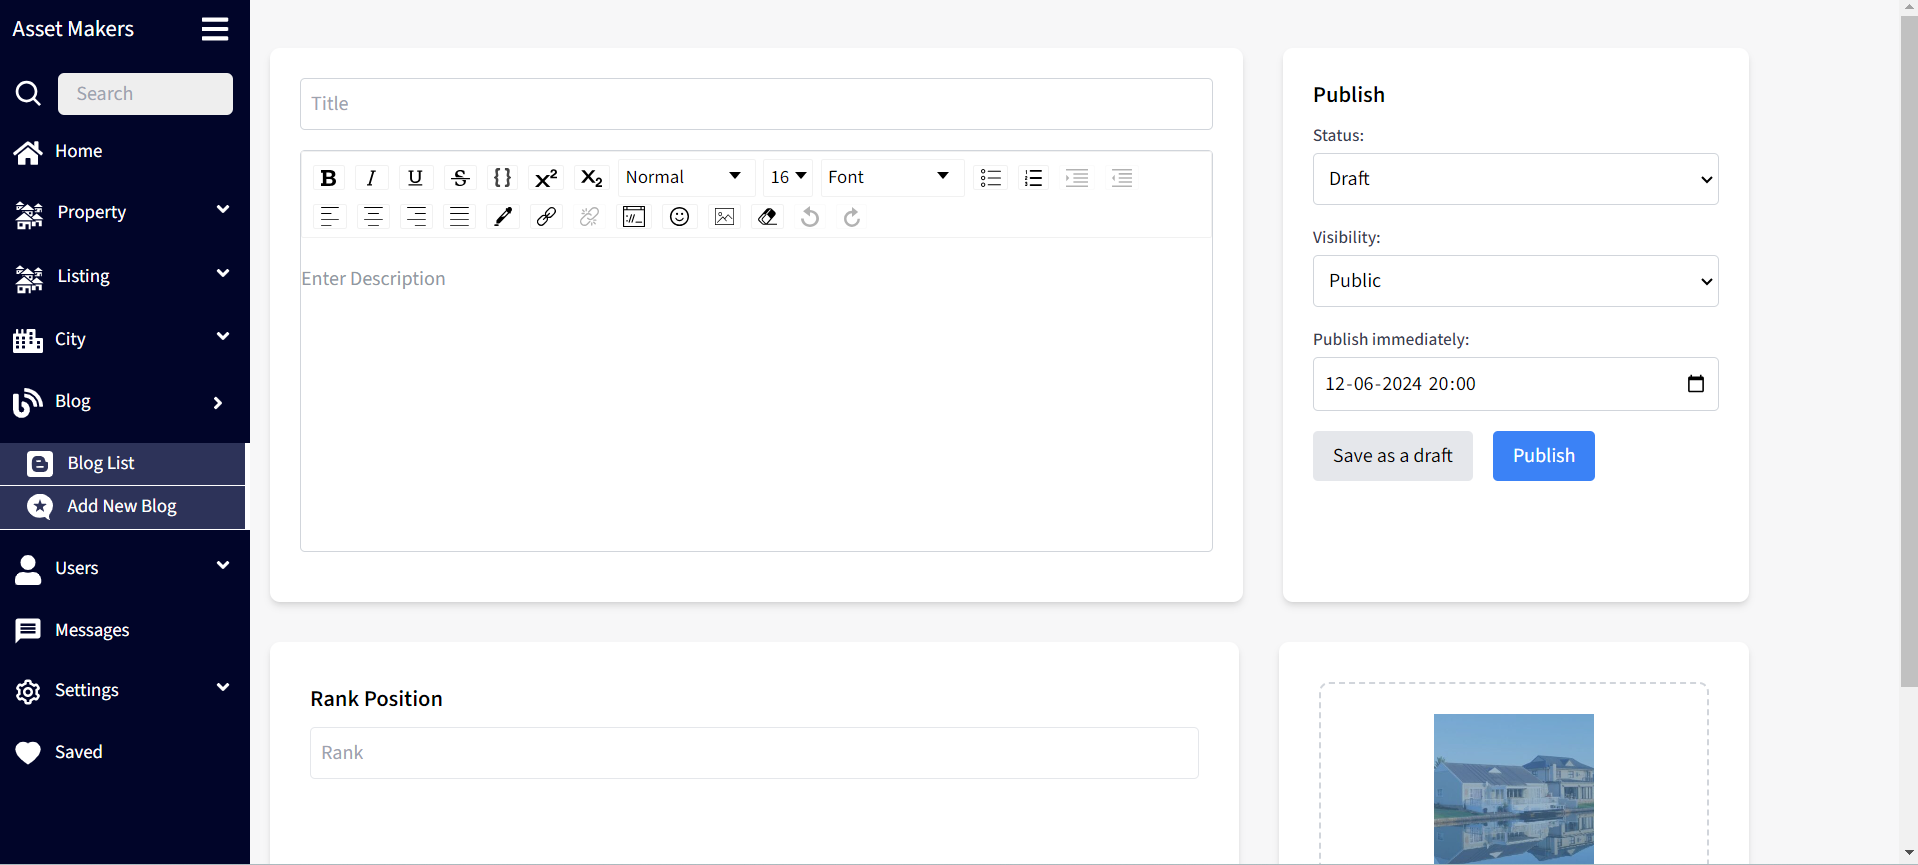 Asset Makers
Search
Home
Property
Listing
City
Blog
Blog List
Add New Blog
Users
Messages
Settings
Saved
Title
B I U S {} X² X₂ Normal 16 Font
Enter Description
Publish
Status:
Draft
Visibility:
Public
Publish immediately:
12-06-2024 20:00
Save as a draft Publish
Rank Position
Rank